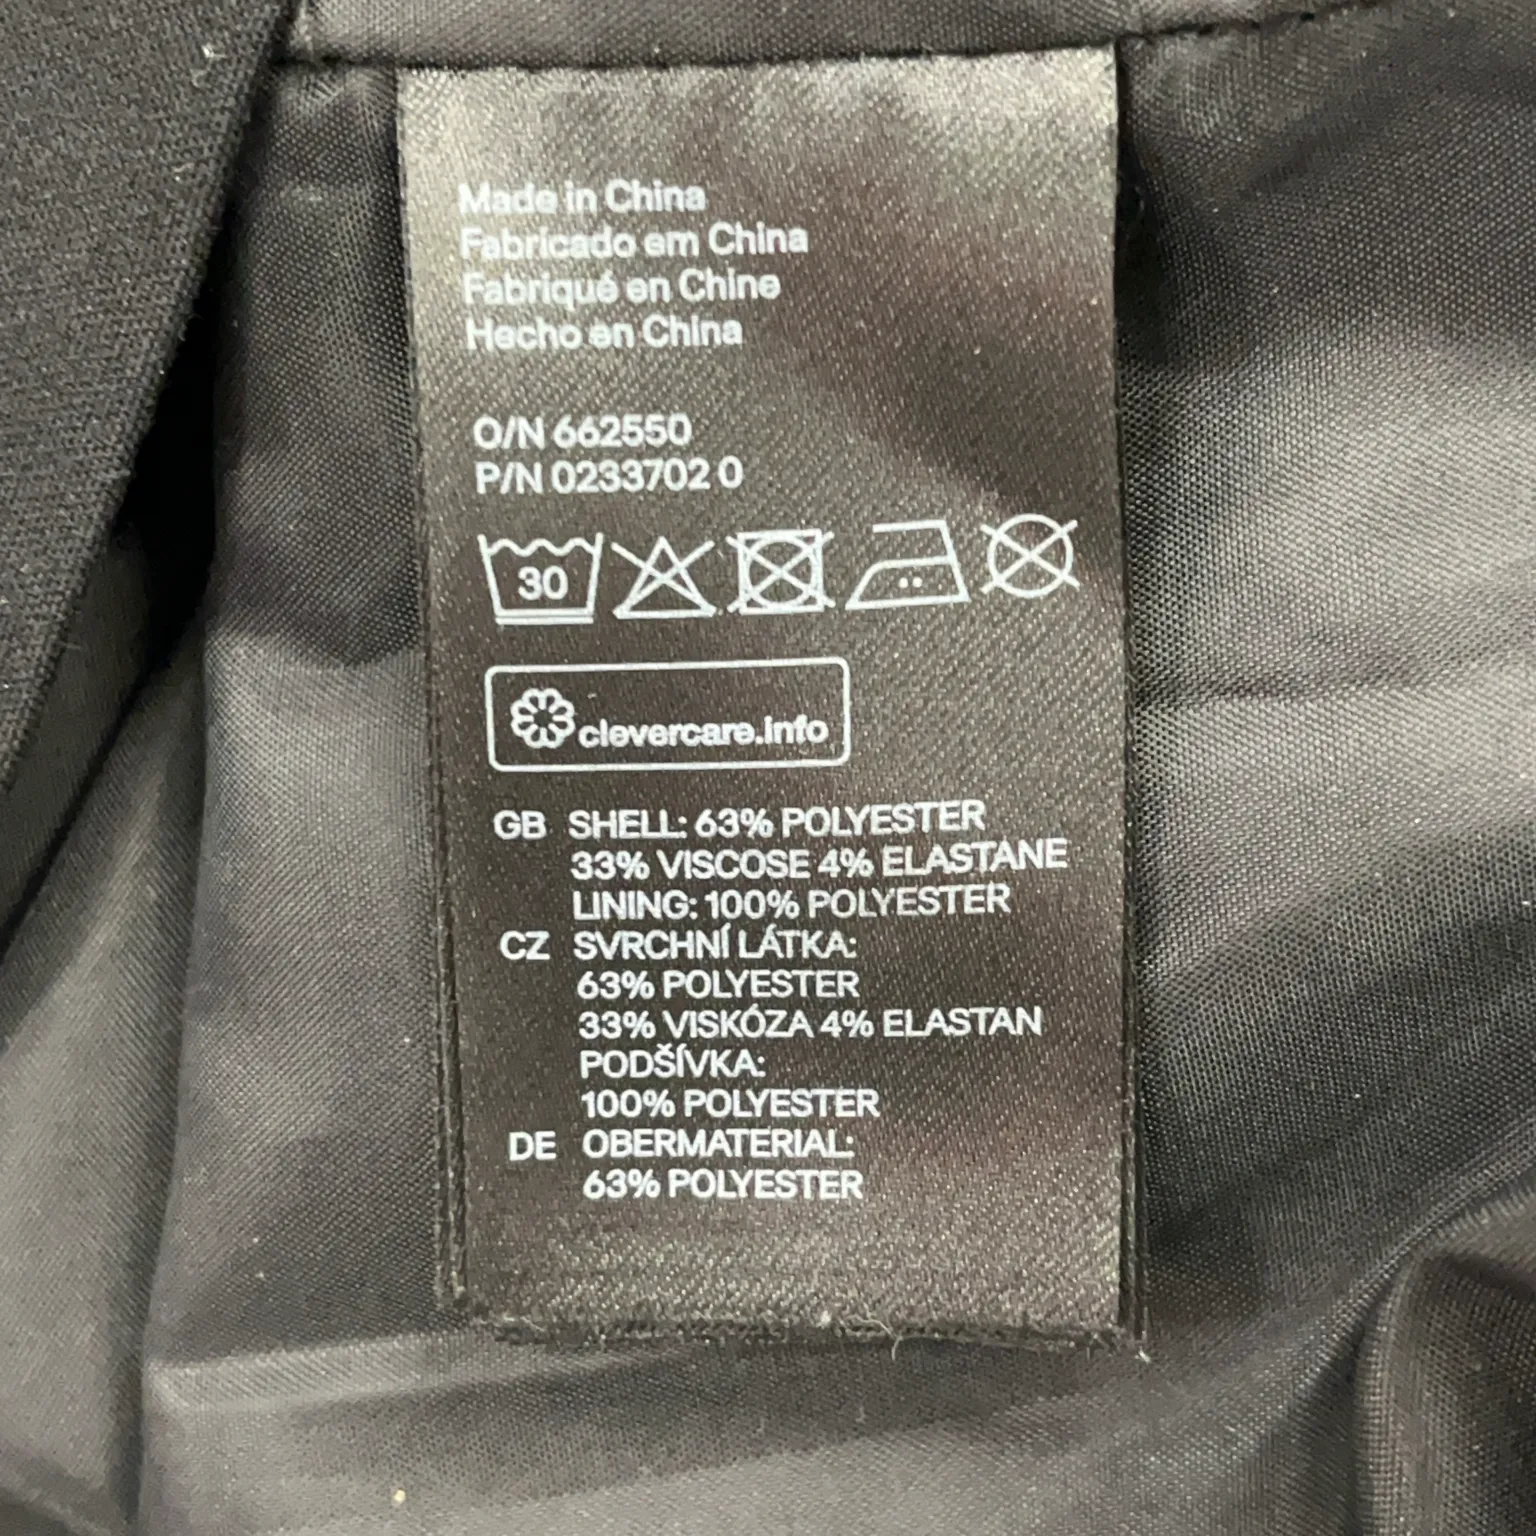 Made in China
Fabricado em China
Fabriqué en Chine
Hecho en China
O/N 662550
P/N 0233702 0
30
clevercare.info
GB SHELL: 63% POLYESTER
33% VISCOSE 4% ELASTANE
LINING: 100% POLYESTER
CZ SVRCHNÍ LÁTKA:
63% POLYESTER
33% VISKÓZA 4% ELASTAN
PODŠÍVKA:
100% POLYESTER
DE OBERMATERIAL:
63% POLYESTER